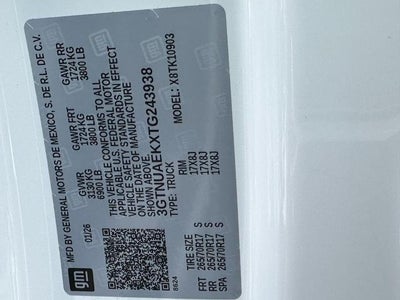 MFD BY GENERAL MOTORS DE MEXICO, S. DE R.L. DE C.V.
01/26 GVWR GAWR FRT GAWR RR
3130 KG 1724 KG 1724 KG
6900 LB 3800 LB 3800 LB
THIS VEHICLE CONFORMS TO ALL
APPLICABLE U.S. FEDERAL MOTOR
VEHICLE SAFETY STANDARDS IN EFFECT
ON THE DATE OF MANUFACTURE
SHOWN ABOVE.
3GTNUAEKXTG243938
TYPE: TRUCK MODEL: X8TK10903
TIRE SIZE RIM
FRT 265/70R17 S 17X8J
RR 265/70R17 S 17X8J
SPA 265/70R17 S 17X8J
gm
8624